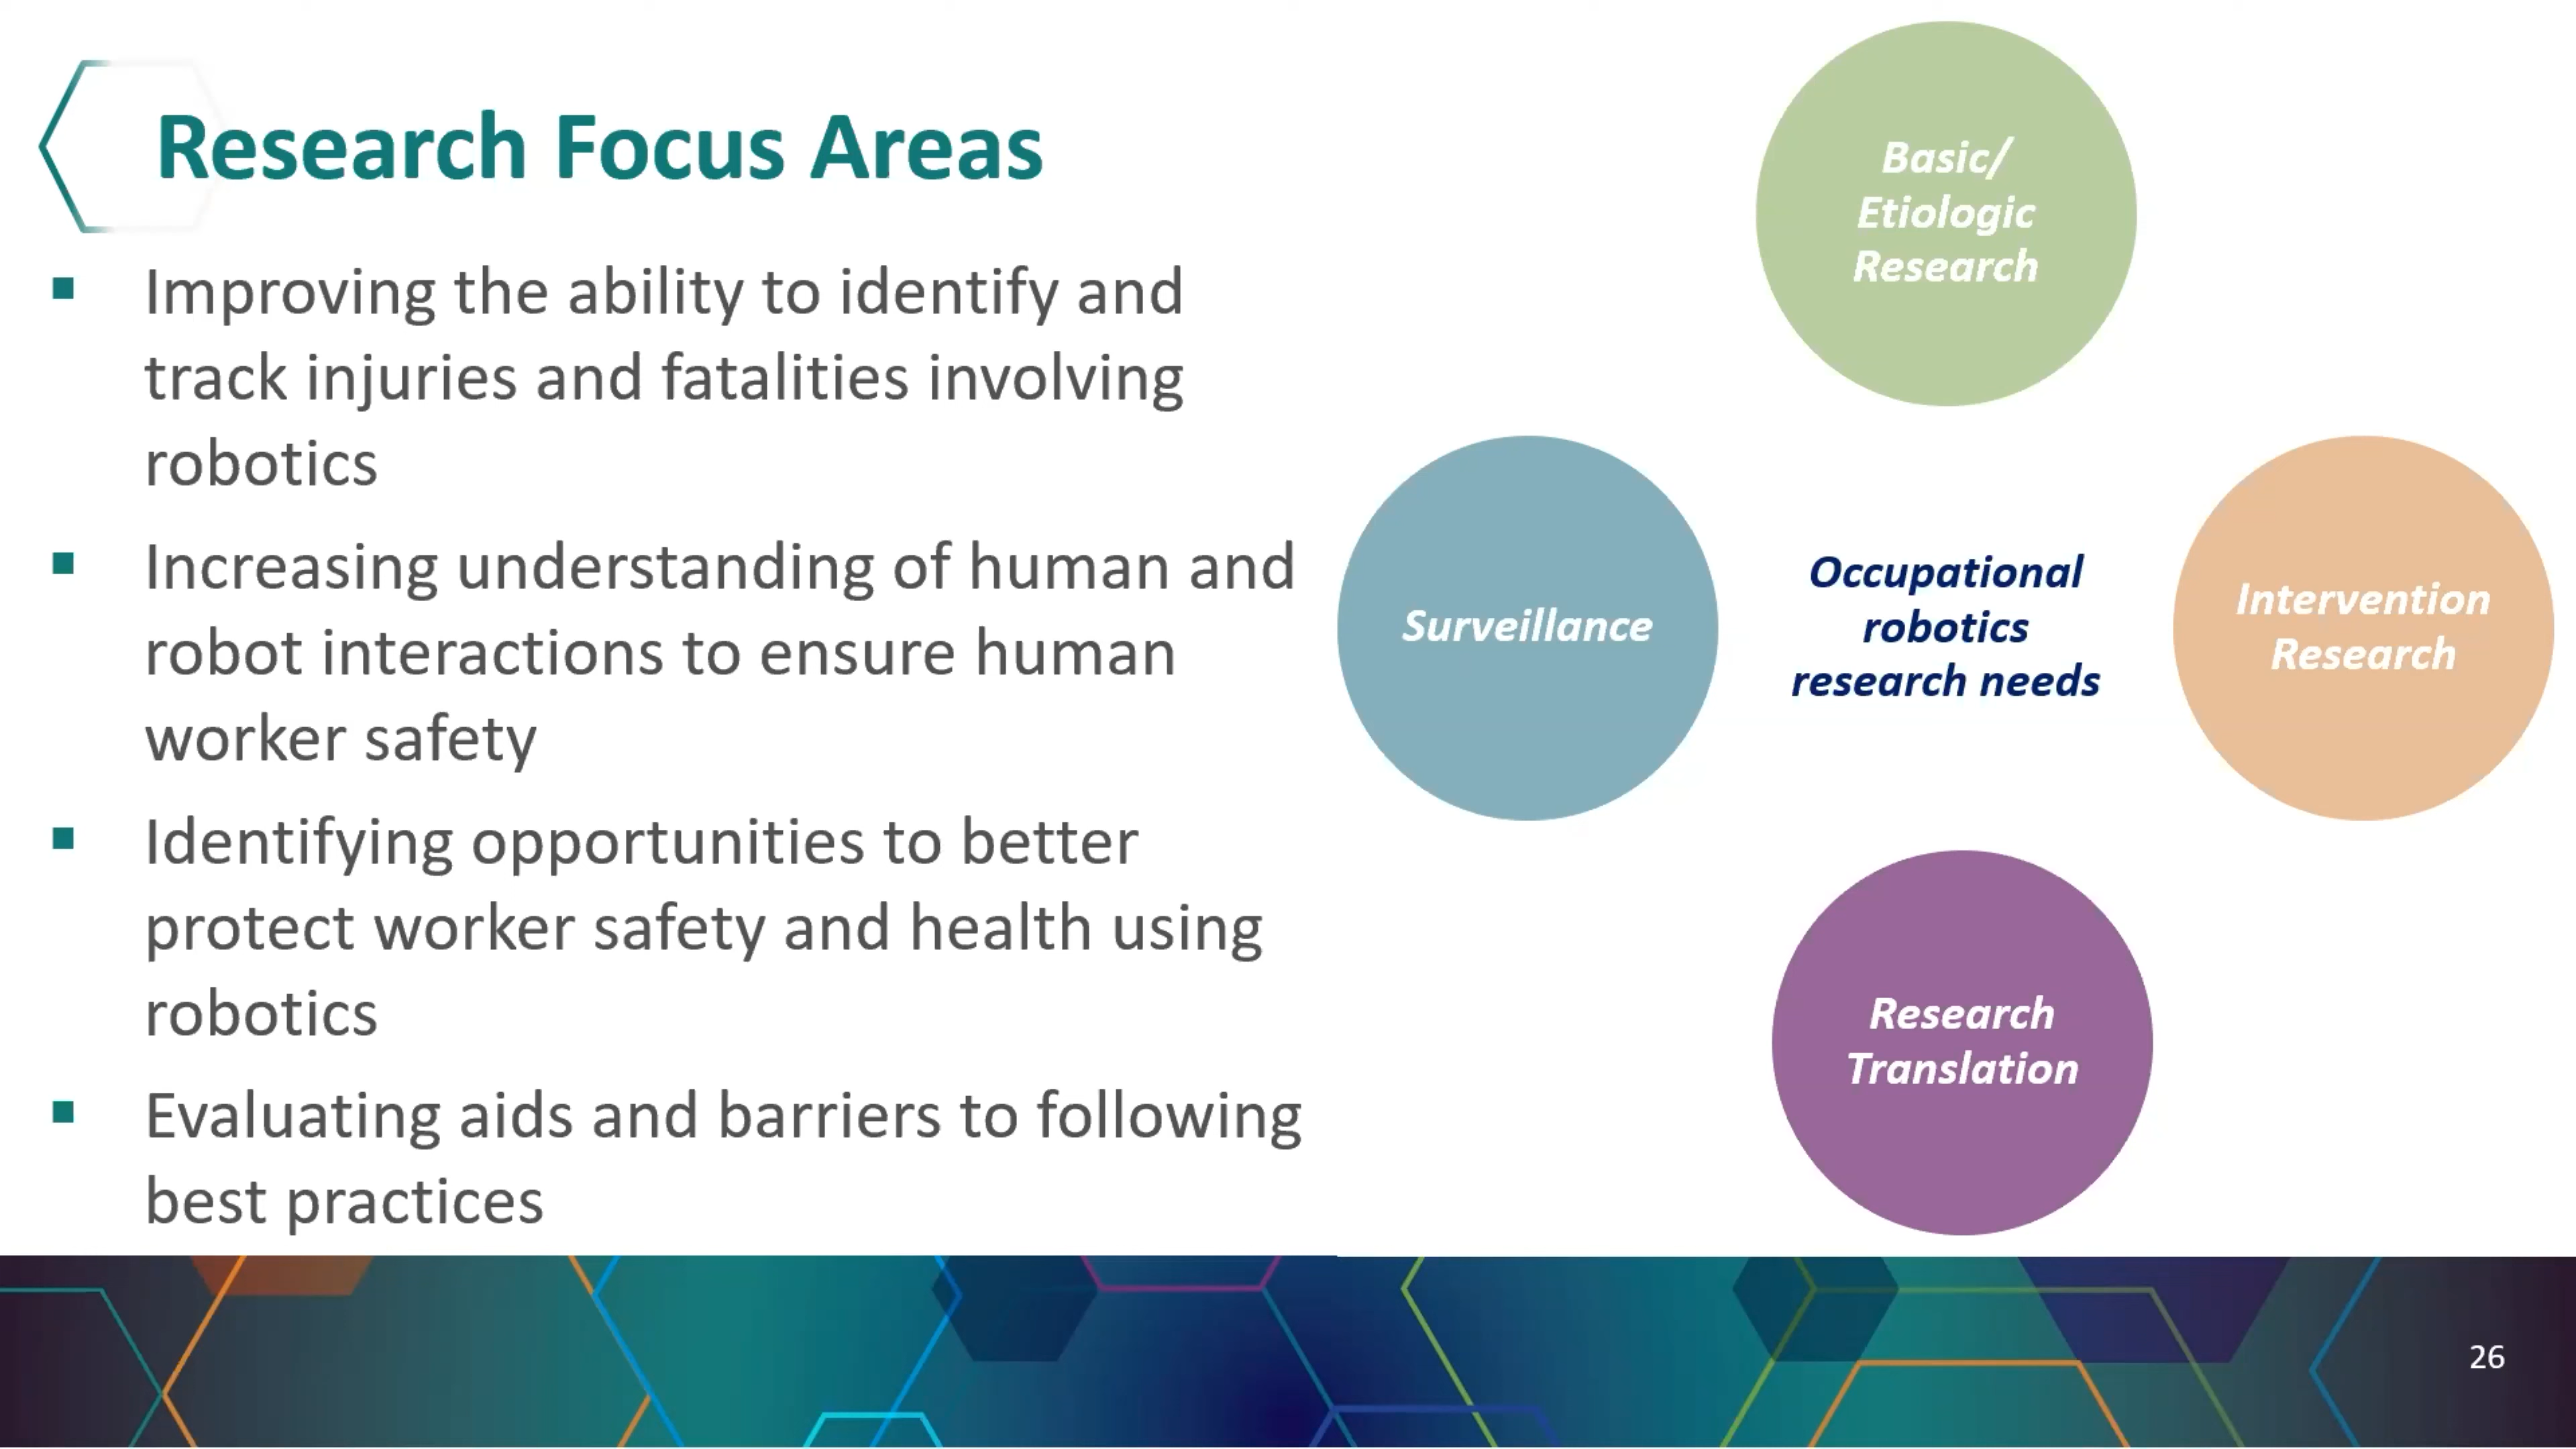 Research Focus Areas
Improving the ability to identify and
track injuries and fatalities involving
robotics
Increasing understanding of human and
robot interactions to ensure human
worker safety
Identifying opportunities to better
protect worker safety and health using
robotics
Evaluating aids and barriers to following
best practices
Basic/
Etiologic
Research
Surveillance
Occupational
robotics
research needs
Intervention
Research
Research
Translation
26